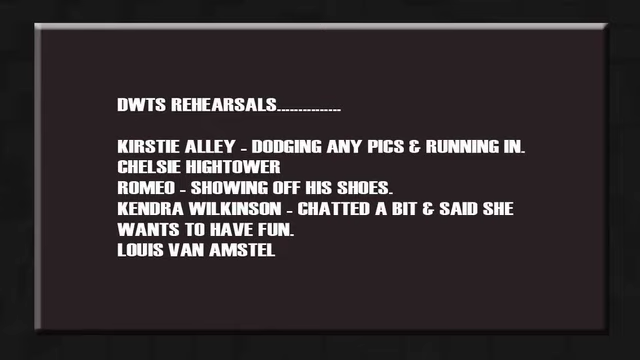 DWTS REHEARSALS...............
KIRSTIE ALLEY - DODGING ANY PICS & RUNNING IN.
CHELSIE HIGHTOWER
ROMEO - SHOWING OFF HIS SHOES.
KENDRA WILKINSON - CHATTED A BIT & SAID SHE
WANTS TO HAVE FUN.
LOUIS VAN AMSTEL